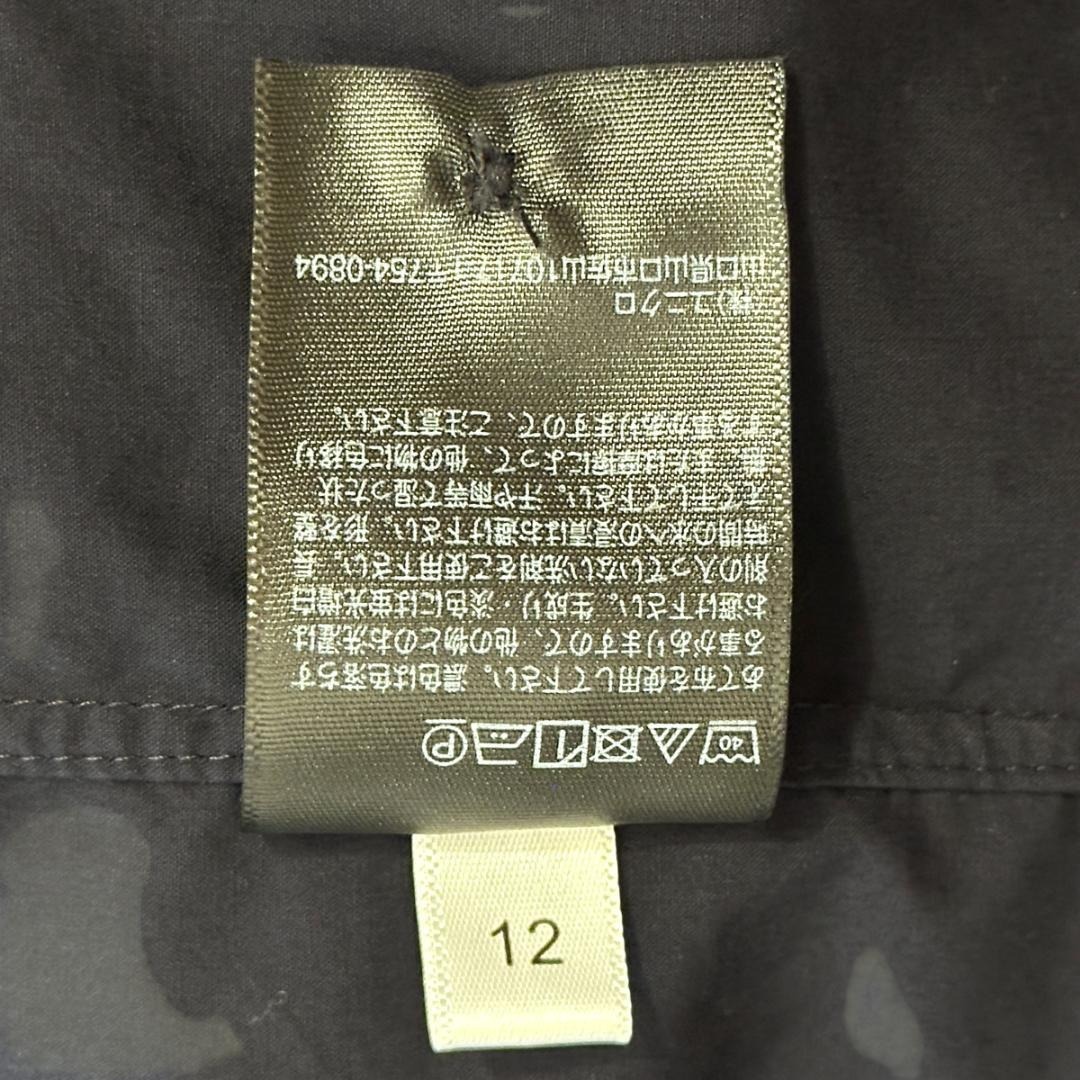 40 P
あて布を使用して下さい。濃色は色落ちす
る事がありますので、他の物とのお洗濯は
お避け下さい。生成り・淡色には蛍光増白
剤の入っていない洗剤をご使用下さい。長
時間の水への浸漬はお避け下さい。形を整
えて干して下さい。汗や雨等で湿った状
態、または摩擦によって、他の物に色移り
する事がありますので、ご注意下さい。
(株)ユニクロ
山口県山口市佐山10717-1 〒754-0894
12